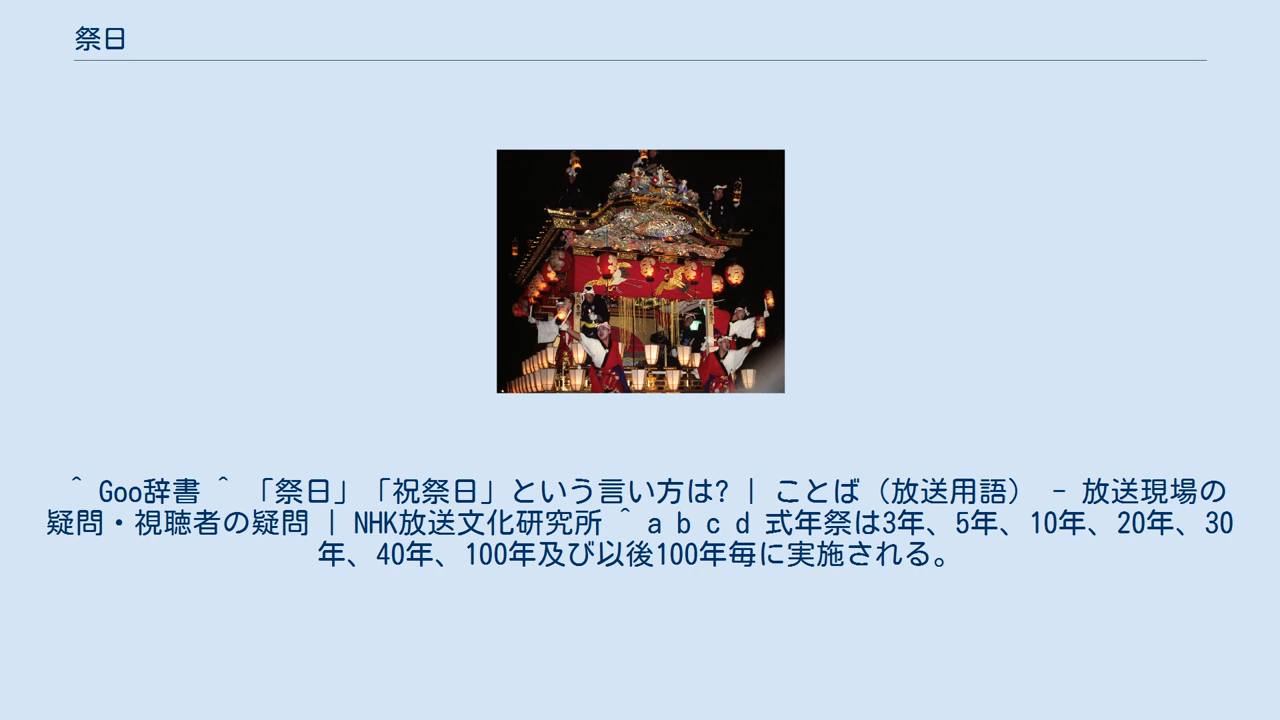 祭日
^ Goo辞書 ^ 「祭日」「祝祭日」という言い方は? | ことば（放送用語） - 放送現場の
疑問・視聴者の疑問 | NHK放送文化研究所 ^ a b c d 式年祭は3年、5年、10年、20年、30
年、40年、100年及び以後100年毎に実施される。